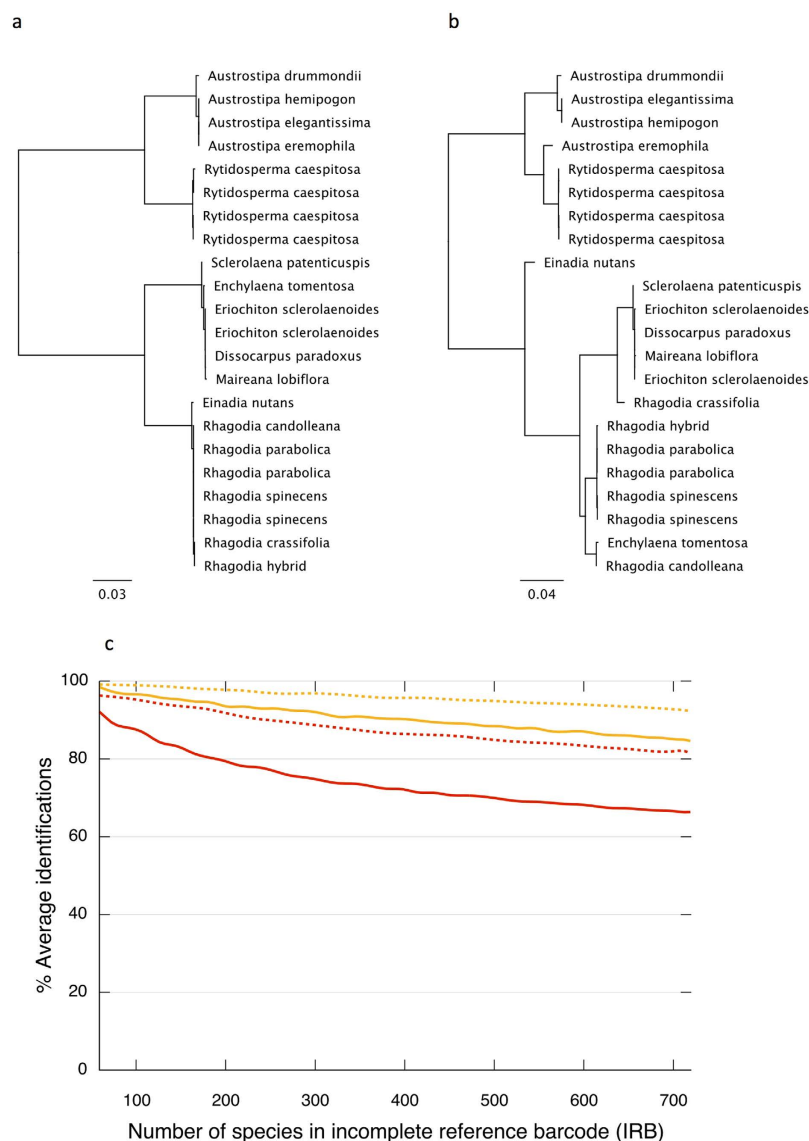 a
Austrostipa drummondii
Austrostipa hemipogon
Austrostipa elegantissima
Austrostipa eremophila
Rytidosperma caespitosa
Rytidosperma caespitosa
Rytidosperma caespitosa
Rytidosperma caespitosa
Sclerolaena patenticuspis
Enchylaena tomentosa
Eriochiton sclerolaenoides
Eriochiton sclerolaenoides
Dissocarpus paradoxus
Maireana lobiflora
Einadia nutans
Rhagodia candolleana
Rhagodia parabolica
Rhagodia parabolica
Rhagodia spinecens
Rhagodia spinecens
Rhagodia crassifolia
Rhagodia hybrid
0.03
b
Austrostipa drummondii
Austrostipa elegantissima
Austrostipa hemipogon
Austrostipa eremophila
Rytidosperma caespitosa
Rytidosperma caespitosa
Rytidosperma caespitosa
Rytidosperma caespitosa
Einadia nutans
Sclerolaena patenticuspis
Eriochiton sclerolaenoides
Dissocarpus paradoxus
Maireana lobiflora
Eriochiton sclerolaenoides
Rhagodia crassifolia
Rhagodia hybrid
Rhagodia parabolica
Rhagodia parabolica
Rhagodia spinescens
Rhagodia spinescens
Enchylaena tomentosa
Rhagodia candolleana
0.04
c
% Average identifications
100
80
60
40
20
0
100 200 300 400 500 600 700
Number of species in incomplete reference barcode (IRB)